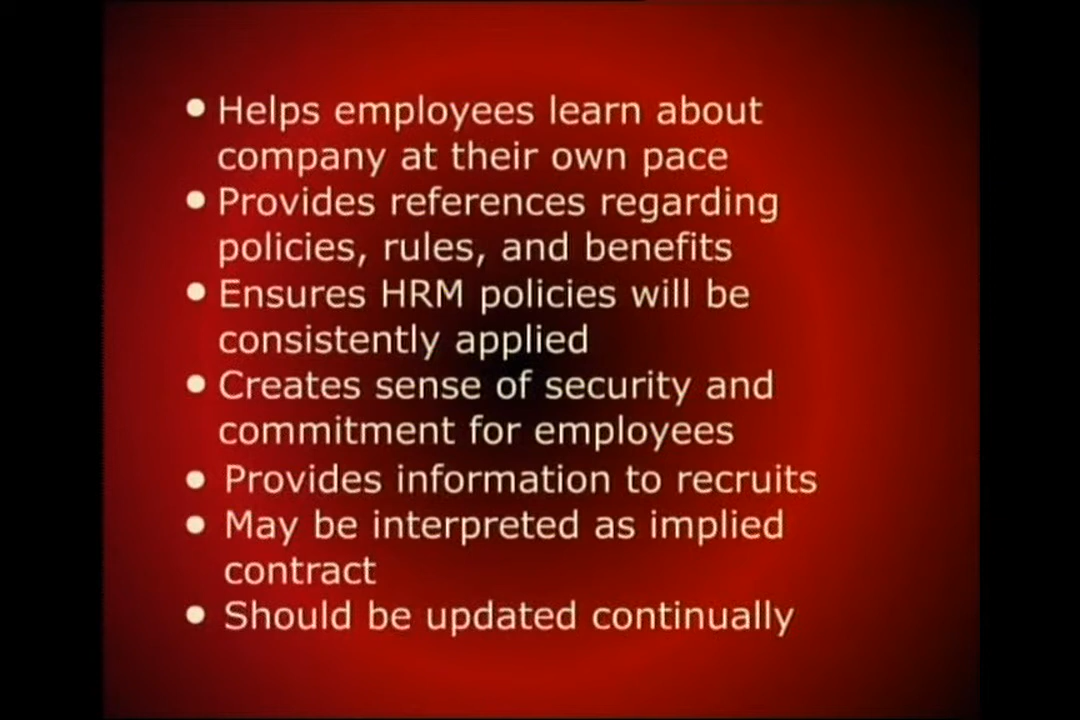 • Helps employees learn about
company at their own pace
• Provides references regarding
policies, rules, and benefits
• Ensures HRM policies will be
consistently applied
• Creates sense of security and
commitment for employees
• Provides information to recruits
• May be interpreted as implied
contract
• Should be updated continually